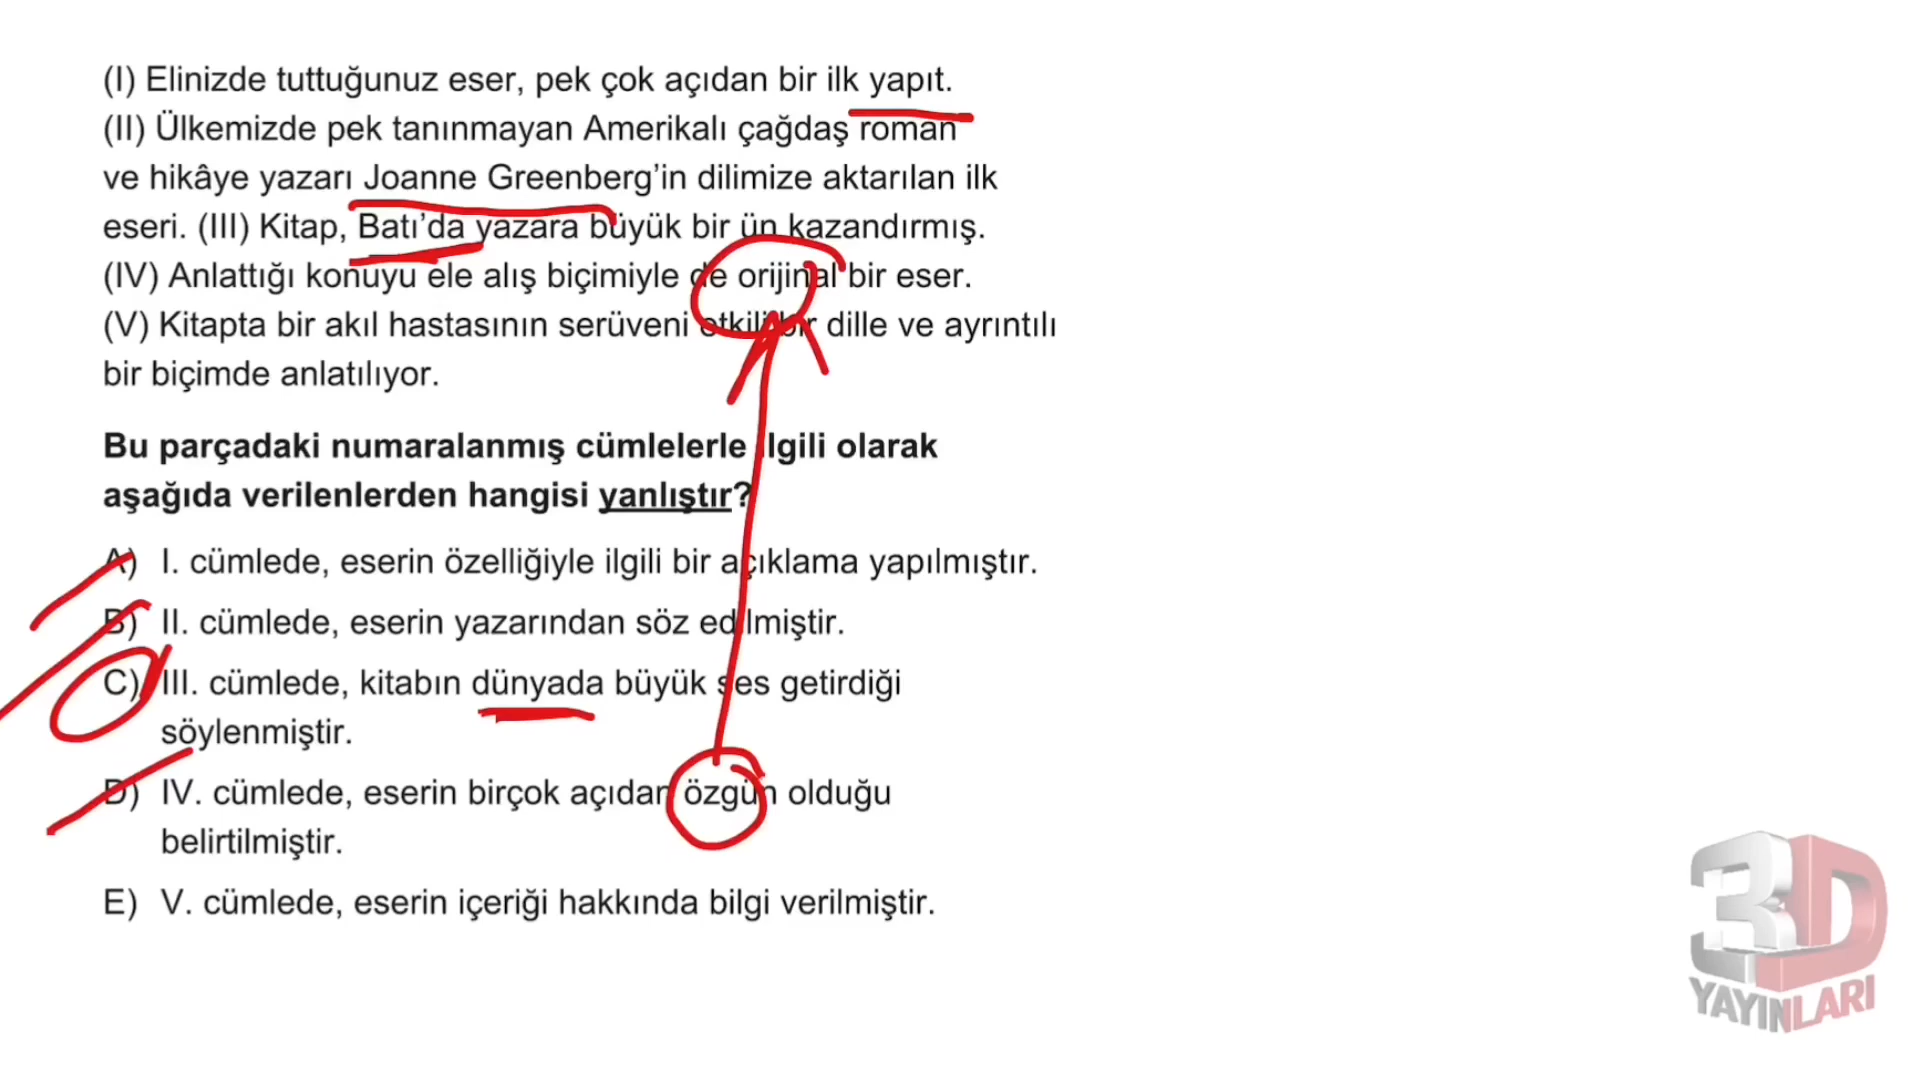 (I) Elinizde tuttuğunuz eser, pek çok açıdan bir ilk yapıt.
(II) Ülkemizde pek tanınmayan Amerikalı çağdaş roman
ve hikâye yazarı Joanne Greenberg’in dilimize aktarılan ilk
eseri. (III) Kitap, Batı’da yazara büyük bir ün kazandırmış.
(IV) Anlattığı konuyu ele alış biçimiyle de orijinal bir eser.
(V) Kitapta bir akıl hastasının serüveni etkili bir dille ve ayrıntılı
bir biçimde anlatılıyor.
Bu parçadaki numaralanmış cümlelerle ilgili olarak
aşağıda verilenlerden hangisi yanlıştır?
A) I. cümlede, eserin özelliğiyle ilgili bir açıklama yapılmıştır.
B) II. cümlede, eserin yazarından söz edilmiştir.
C) III. cümlede, kitabın dünyada büyük ses getirdiği
söylenmiştir.
D) IV. cümlede, eserin birçok açıdan özgün olduğu
belirtilmiştir.
E) V. cümlede, eserin içeriği hakkında bilgi verilmiştir.
3D
YAYINLARI